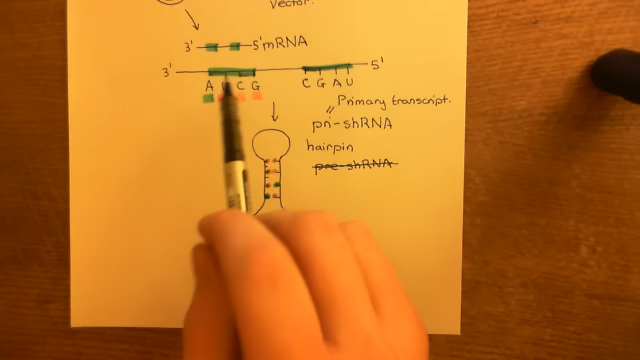 Vector.
3' 5' mRNA
3' 5'
A C G C G A U
Primary transcript.
pri-shRNA
hairpin
pre-shRNA